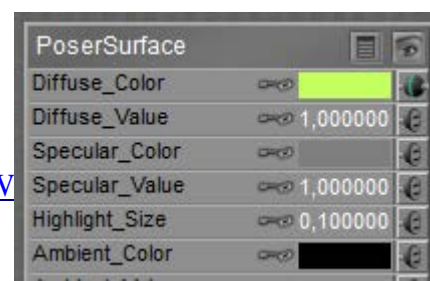 PoserSurface
Diffuse_Color
Diffuse_Value 1,000000
Specular_Color
V Specular_Value 1,000000
Highlight_Size 0,100000
Ambient_Color